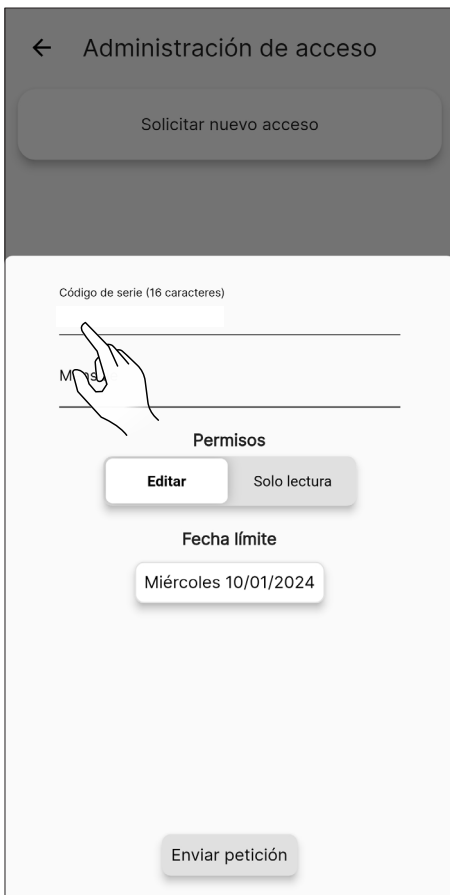 Administración de acceso
Solicitar nuevo acceso
Código de serie (16 caracteres)
Permisos
Editar
Solo lectura
Fecha límite
Miércoles 10/01/2024
Enviar petición